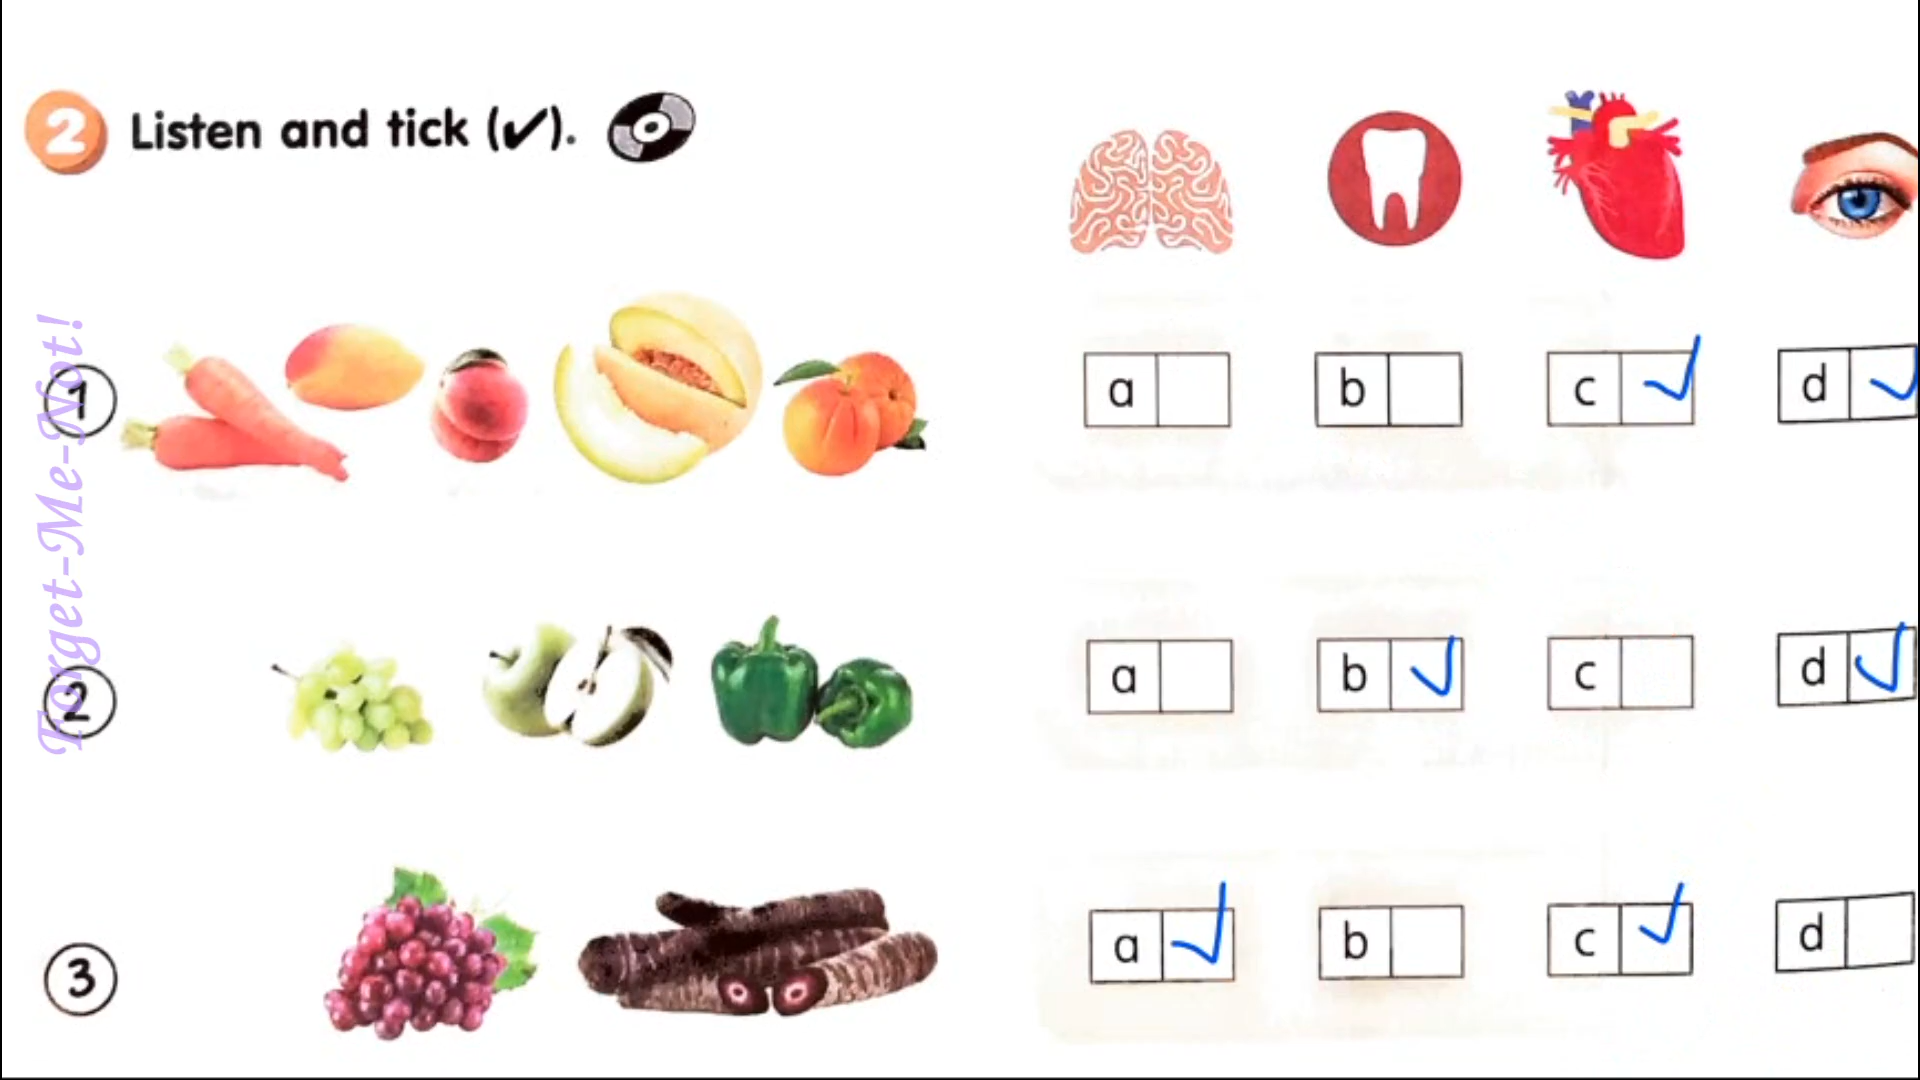 2 Listen and tick (✓).
Forget-Me-Not!
1 a b c ✓ d ✓
2 a b ✓ c d ✓
3 a ✓ b c ✓ d